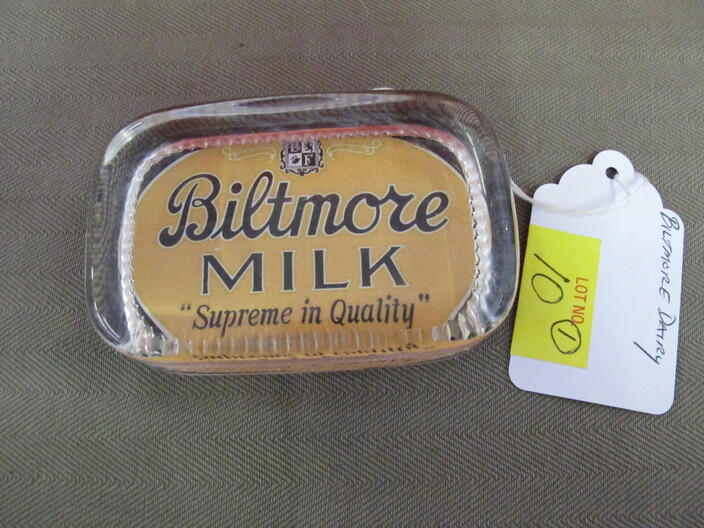 Biltmore
MILK
"Supreme in Quality"
BILTMORE DAIRY
LOT NO.
10 1